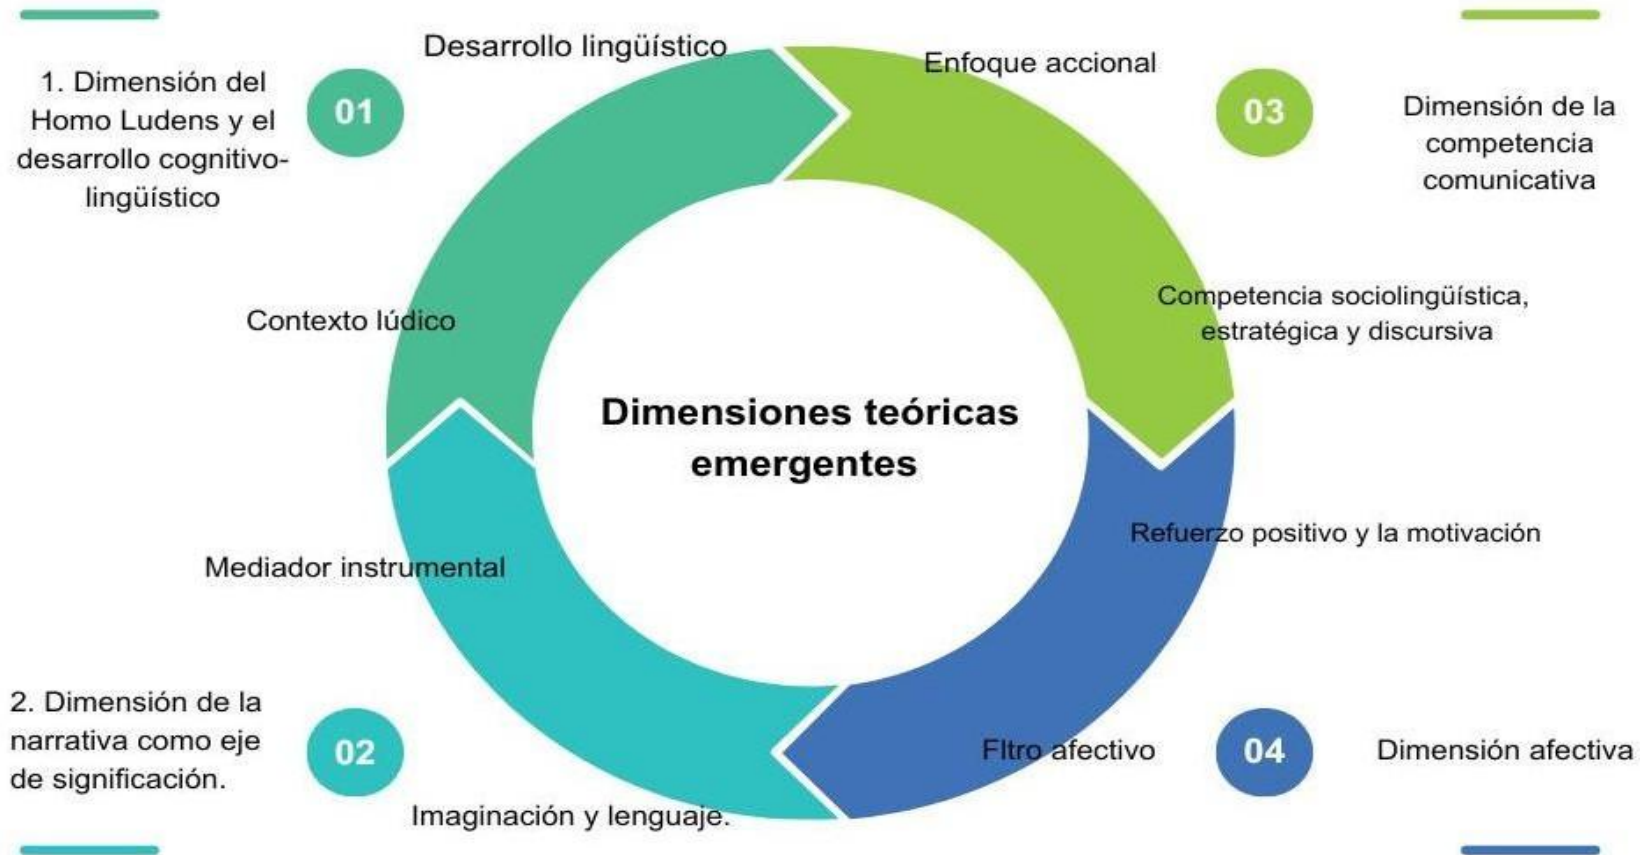 Desarrollo lingüístico
1. Dimensión del
Homo Ludens y el
desarrollo cognitivo-
lingüístico
01
Contexto lúdico
Enfoque accional
03
Dimensión de la
competencia
comunicativa
Competencia sociolingüística,
estratégica y discursiva
Dimensiones teóricas
emergentes
Mediador instrumental
2. Dimensión de la
narrativa como eje
de significación.
02
Imaginación y lenguaje.
Refuerzo positivo y la motivación
Fltro afectivo
04
Dimensión afectiva